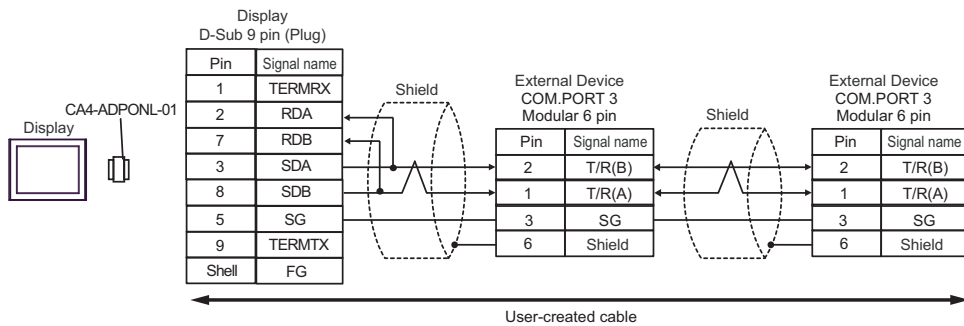 Display
D-Sub 9 pin (Plug)
Pin Signal name
1 TERMRX
2 RDA
7 RDB
3 SDA
8 SDB
5 SG
9 TERMTX
Shell FG
CA4-ADPONL-01
Display
Shield
External Device
COM.PORT 3
Modular 6 pin
Pin Signal name
2 T/R(B)
1 T/R(A)
3 SG
6 Shield
Shield
External Device
COM.PORT 3
Modular 6 pin
Pin Signal name
2 T/R(B)
1 T/R(A)
3 SG
6 Shield
User-created cable